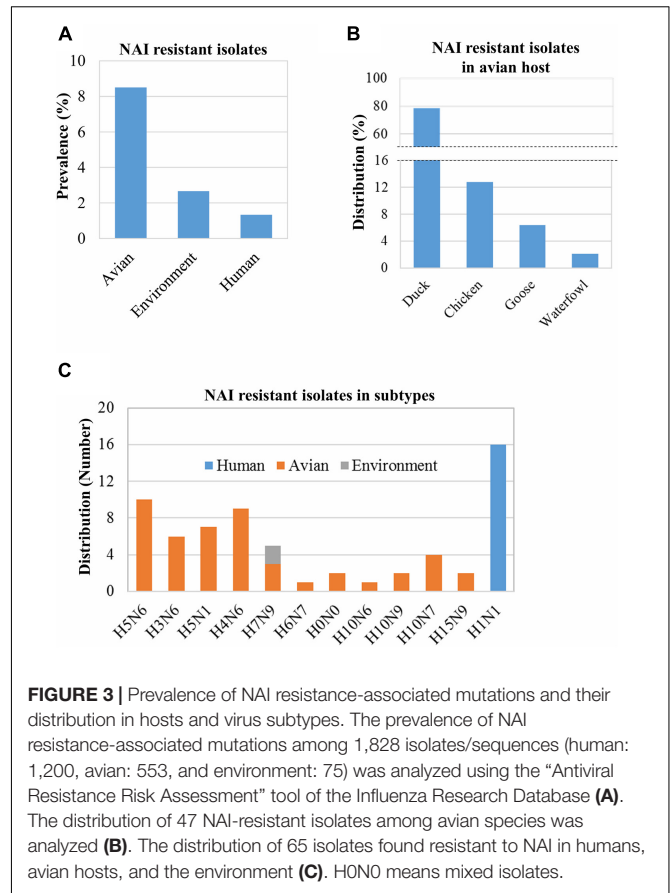 A
NAI resistant isolates
Prevalence (%)
10
8
6
4
2
0
Avian
Environment
Human
B
NAI resistant isolates
in avian host
Distribution (%)
100
80
60
16
12
8
4
0
Duck
Chicken
Goose
Waterfowl
C
NAI resistant isolates in subtypes
Distribution (Number)
20
16
12
8
4
0
Human Avian Environment
H5N6
H3N6
H5N1
H4N6
H7N9
H6N7
H0N0
H10N6
H10N9
H10N7
H15N9
H1N1
FIGURE 3 | Prevalence of NAI resistance-associated mutations and their
distribution in hosts and virus subtypes. The prevalence of NAI
resistance-associated mutations among 1,828 isolates/sequences (human:
1,200, avian: 553, and environment: 75) was analyzed using the “Antiviral
Resistance Risk Assessment” tool of the Influenza Research Database (A).
The distribution of 47 NAI-resistant isolates among avian species was
analyzed (B). The distribution of 65 isolates found resistant to NAI in humans,
avian hosts, and the environment (C). H0N0 means mixed isolates.